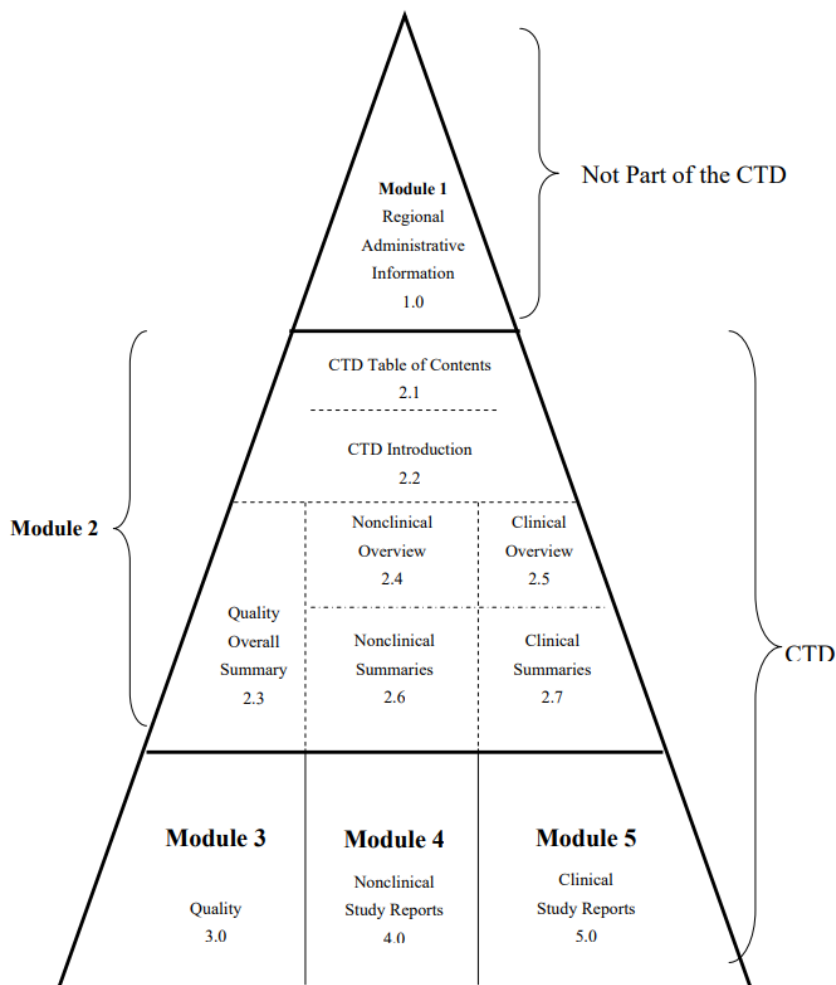 Module 1
Regional
Administrative
Information
1.0
Not Part of the CTD
CTD Table of Contents
2.1
CTD Introduction
2.2
Module 2
Nonclinical
Overview
2.4
Clinical
Overview
2.5
Quality
Overall
Summary
2.3
Nonclinical
Summaries
2.6
Clinical
Summaries
2.7
CTD
Module 3
Quality
3.0
Module 4
Nonclinical
Study Reports
4.0
Module 5
Clinical
Study Reports
5.0